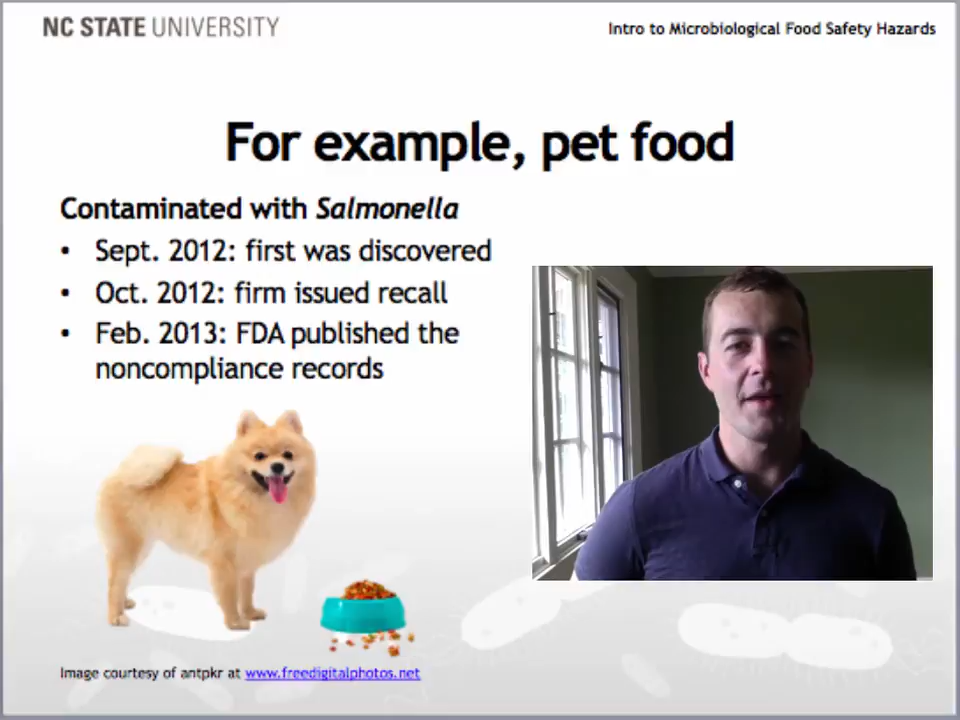 NC STATE UNIVERSITY
Intro to Microbiological Food Safety Hazards
For example, pet food
Contaminated with Salmonella
• Sept. 2012: first was discovered
• Oct. 2012: firm issued recall
• Feb. 2013: FDA published the
noncompliance records
Image courtesy of antpkr at www.freedigitalphotos.net